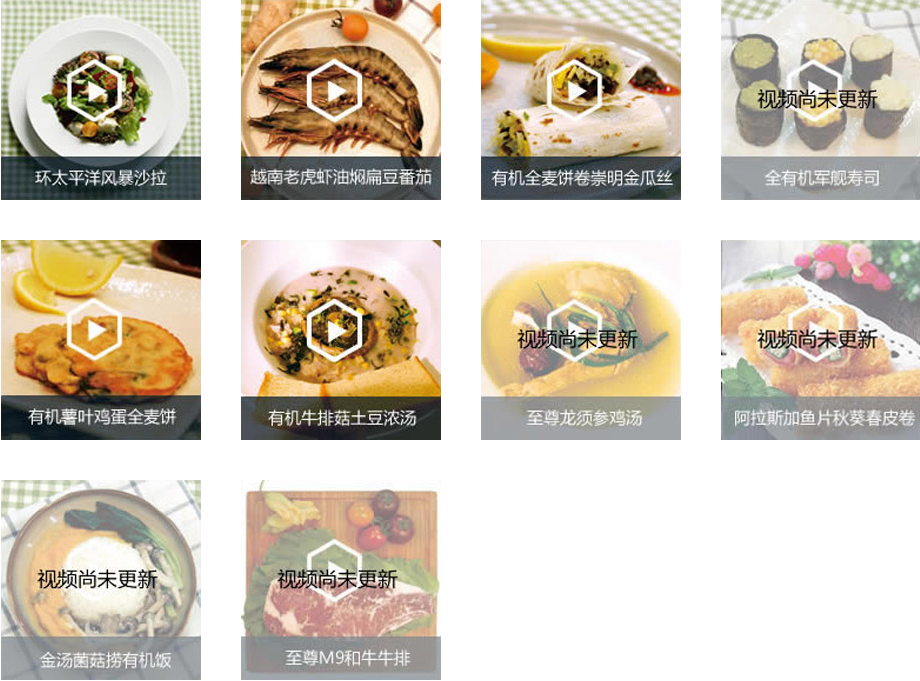 环太平洋风暴沙拉
越南老虎虾油焖扁豆番茄
有机全麦饼卷崇明金瓜丝
视频尚未更新
全有机军舰寿司
有机薯叶鸡蛋全麦饼
有机牛排菇土豆浓汤
视频尚未更新
至尊龙须参鸡汤
视频尚未更新
阿拉斯加鱼片秋葵春皮卷
视频尚未更新
金汤菌菇捞有机饭
视频尚未更新
至尊M9和牛牛排